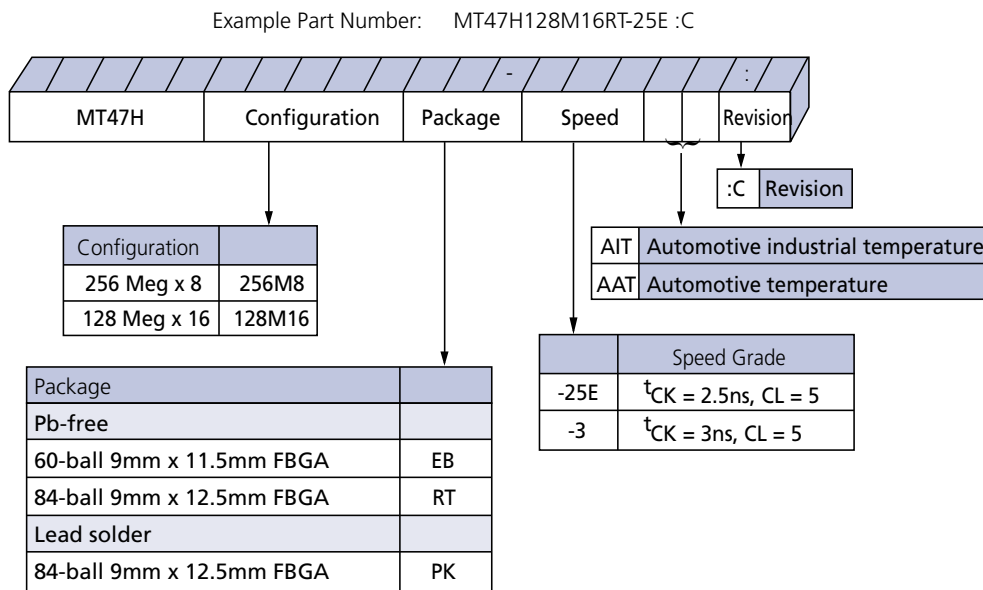 Example Part Number: MT47H128M16RT-25E :C
- :
MT47H Configuration Package Speed Revision
:C Revision
AIT Automotive industrial temperature
AAT Automotive temperature
Configuration
256 Meg x 8 256M8
128 Meg x 16 128M16
Speed Grade
-25E tCK = 2.5ns, CL = 5
-3 tCK = 3ns, CL = 5
Package
Pb-free
60-ball 9mm x 11.5mm FBGA EB
84-ball 9mm x 12.5mm FBGA RT
Lead solder
84-ball 9mm x 12.5mm FBGA PK